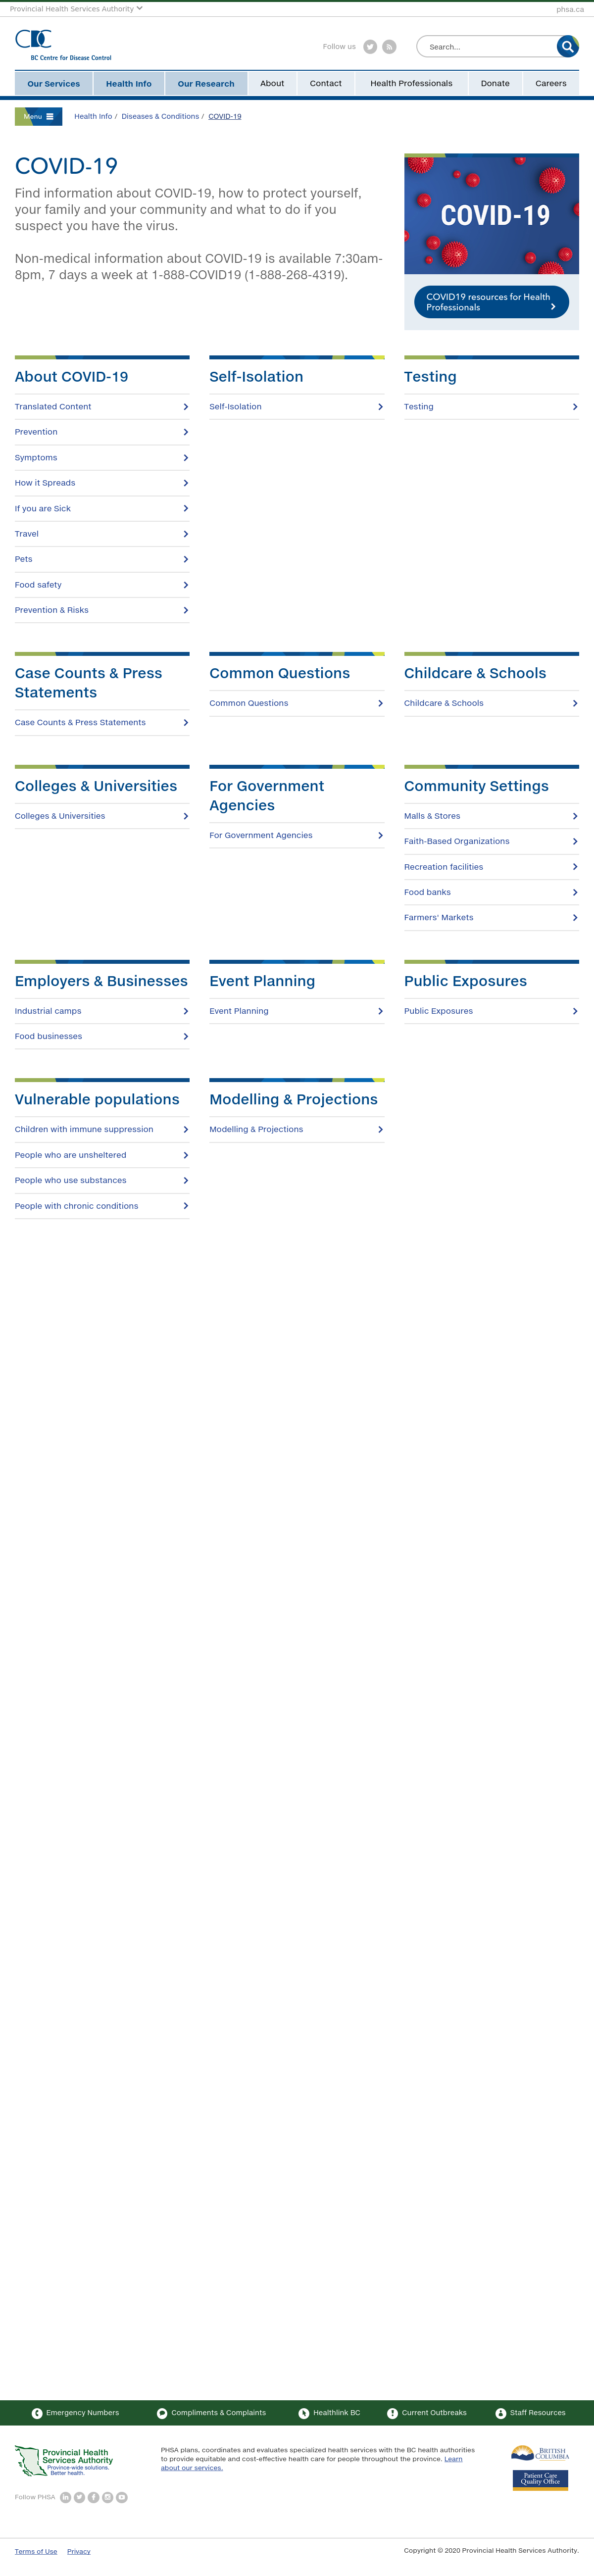 Provincial Health Services Authority
phsa.ca
BC Centre for Disease Control
Follow us
Search...
Our Services
Health Info
Our Research
About
Contact
Health Professionals
Donate
Careers
Menu
Health Info / Diseases & Conditions / COVID-19
COVID-19
Find information about COVID-19, how to protect yourself,
your family and your community and what to do if you
suspect you have the virus.
Non-medical information about COVID-19 is available 7:30am-
8pm, 7 days a week at 1-888-COVID19 (1-888-268-4319).
COVID-19
COVID19 resources for Health
Professionals
About COVID-19
Translated Content
Prevention
Symptoms
How it Spreads
If you are Sick
Travel
Pets
Food safety
Prevention & Risks
Self-Isolation
Self-Isolation
Testing
Testing
Case Counts & Press
Statements
Case Counts & Press Statements
Common Questions
Common Questions
Childcare & Schools
Childcare & Schools
Colleges & Universities
Colleges & Universities
For Government
Agencies
For Government Agencies
Community Settings
Malls & Stores
Faith-Based Organizations
Recreation facilities
Food banks
Farmers' Markets
Employers & Businesses
Industrial camps
Food businesses
Event Planning
Event Planning
Public Exposures
Public Exposures
Vulnerable populations
Children with immune suppression
People who are unsheltered
People who use substances
People with chronic conditions
Modelling & Projections
Modelling & Projections
Emergency Numbers
Compliments & Complaints
Healthlink BC
Current Outbreaks
Staff Resources
Provincial Health
Services Authority
Province-wide solutions.
Better health.
Follow PHSA
PHSA plans, coordinates and evaluates specialized health services with the BC health authorities
to provide equitable and cost-effective health care for people throughout the province. Learn
about our services.
BRITISH
COLUMBIA
Patient Care
Quality Office
Terms of Use
Privacy
Copyright © 2020 Provincial Health Services Authority.